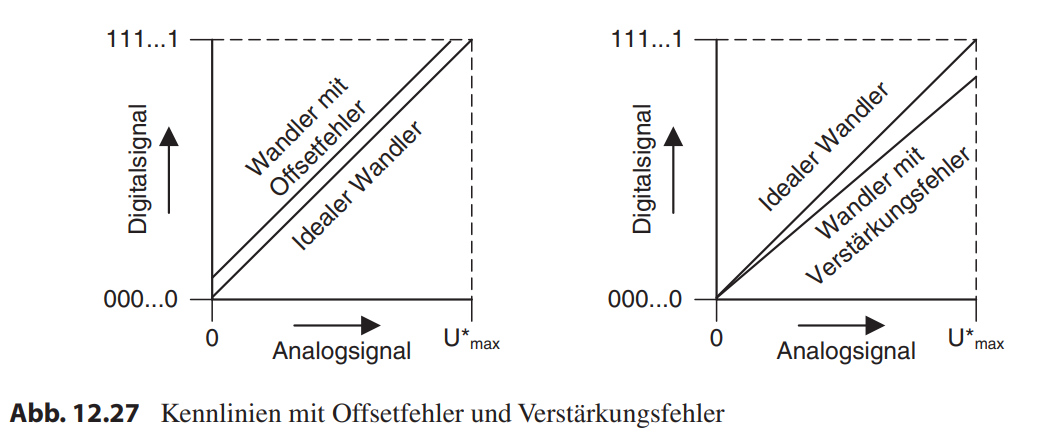 111...1
Digitalsignal
Wandler mit
Offsetfehler
Idealer Wandler
000...0
0
Analogsignal
U*max
111...1
Digitalsignal
Idealer Wandler
Wandler mit
Verstärkungsfehler
000...0
0
Analogsignal
U*max
Abb. 12.27 Kennlinien mit Offsetfehler und Verstärkungsfehler